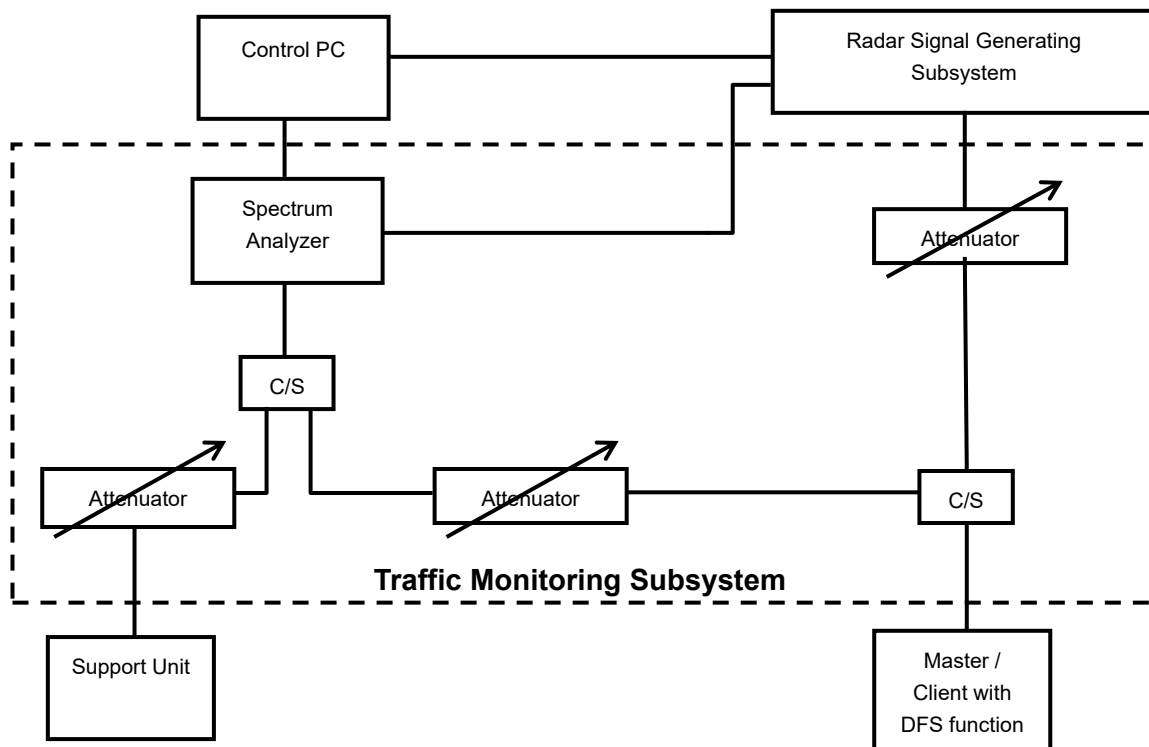 Control PC
Radar Signal Generating
Subsystem
Spectrum
Analyzer
Attenuator
C/S
Attenuator
Attenuator
C/S
Traffic Monitoring Subsystem
Support Unit
Master /
Client with
DFS function